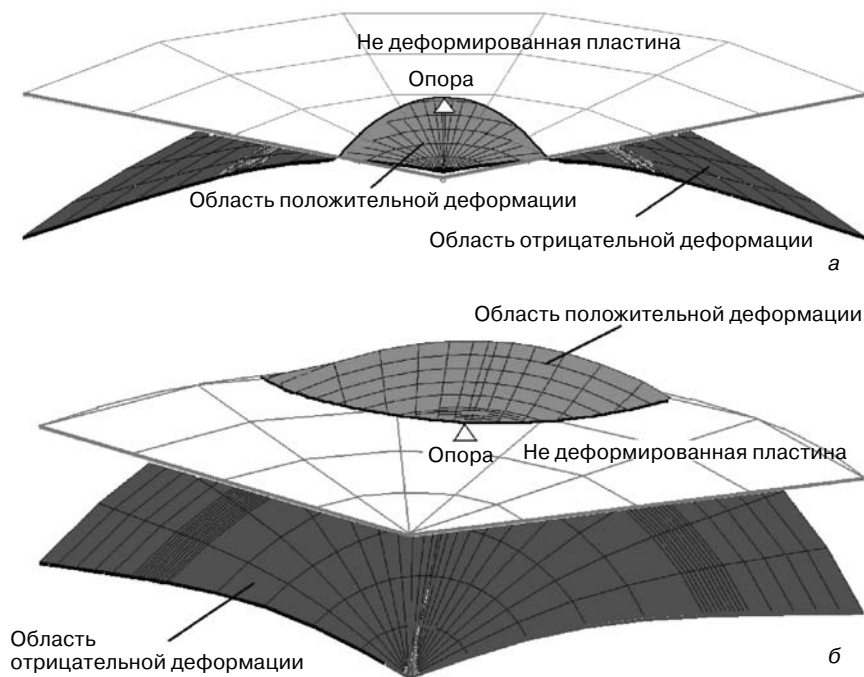 Не деформированная пластина
Опора
Область положительной деформации
Область отрицательной деформации
а
Область положительной деформации
Опора
Не деформированная пластина
Область
отрицательной деформации
б